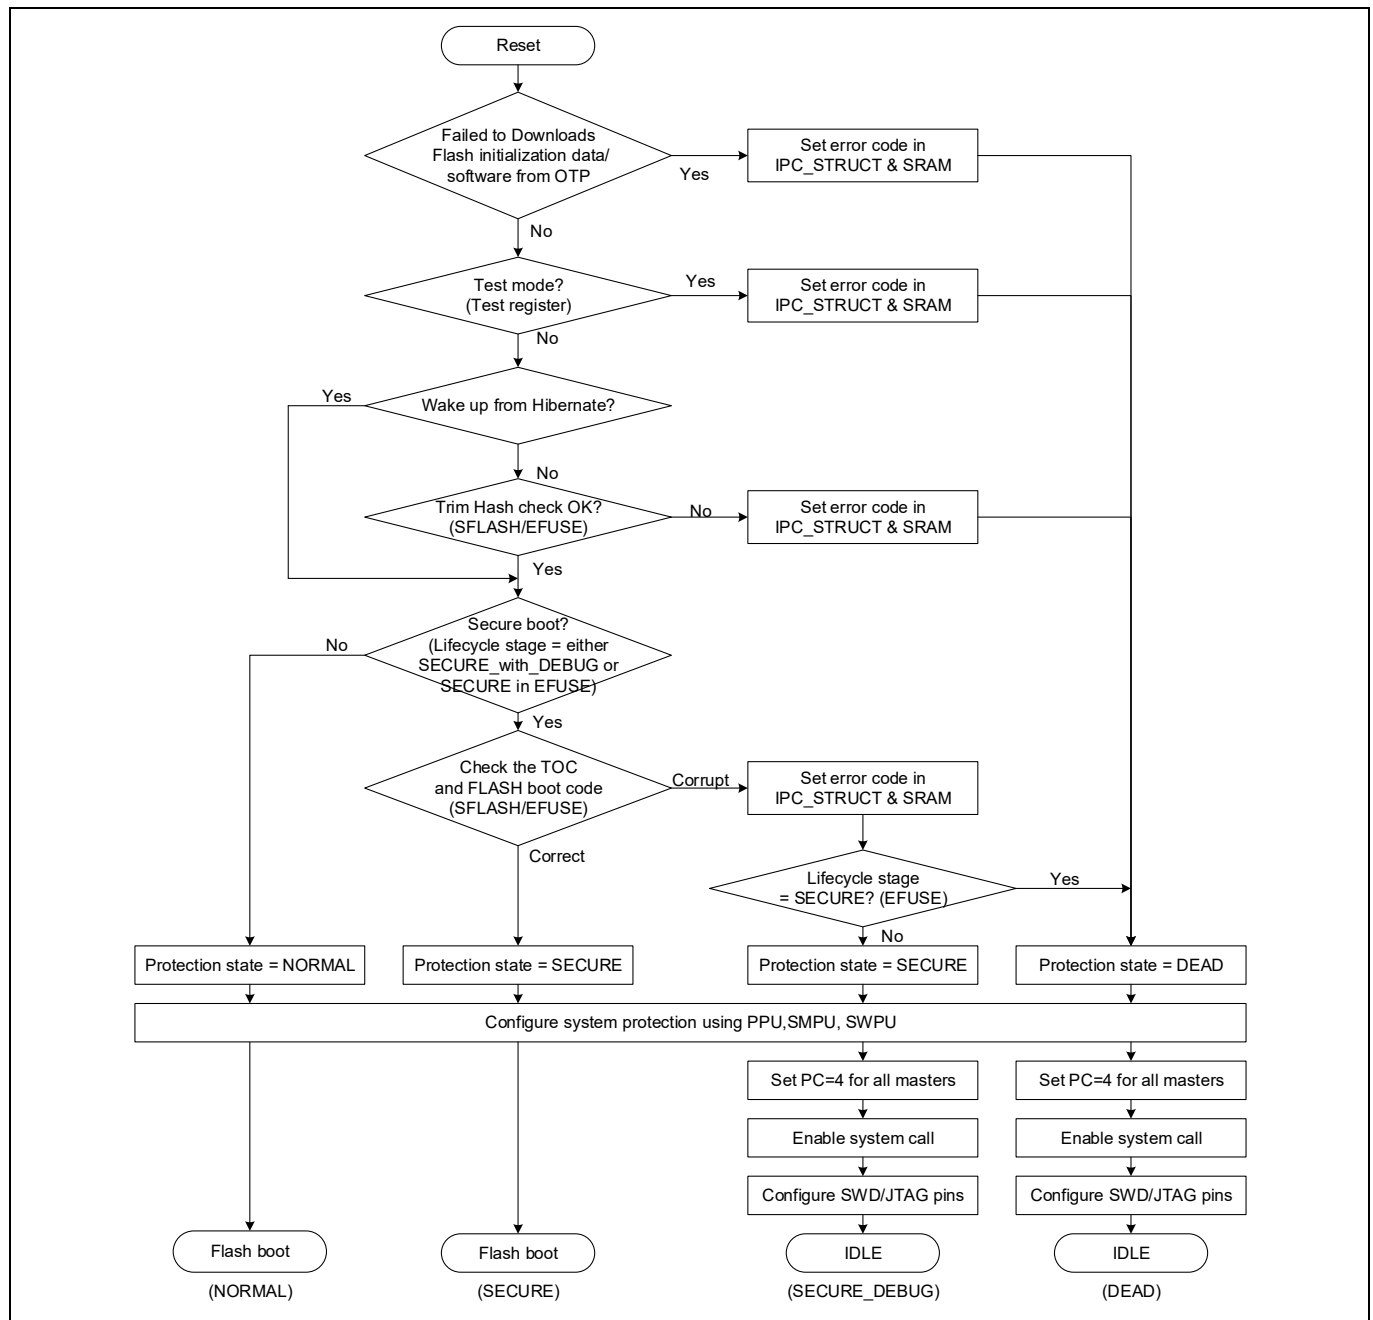 Reset
Failed to Downloads
Flash initialization data/
software from OTP
Yes
Set error code in
IPC_STRUCT & SRAM
No
Test mode?
(Test register)
Yes
Set error code in
IPC_STRUCT & SRAM
No
Yes
Wake up from Hibernate?
No
Trim Hash check OK?
(SFLASH/EFUSE)
No
Set error code in
IPC_STRUCT & SRAM
Yes
Secure boot?
(Lifecycle stage = either
SECURE_with_DEBUG or
SECURE in EFUSE)
No
Yes
Check the TOC
and FLASH boot code
(SFLASH/EFUSE)
Corrupt
Set error code in
IPC_STRUCT & SRAM
Correct
Lifecycle stage
= SECURE? (EFUSE)
Yes
No
Protection state = NORMAL
Protection state = SECURE
Protection state = SECURE
Protection state = DEAD
Configure system protection using PPU,SMPU, SWPU
Set PC=4 for all masters
Set PC=4 for all masters
Enable system call
Enable system call
Configure SWD/JTAG pins
Configure SWD/JTAG pins
Flash boot
Flash boot
IDLE
IDLE
(NORMAL)
(SECURE)
(SECURE_DEBUG)
(DEAD)